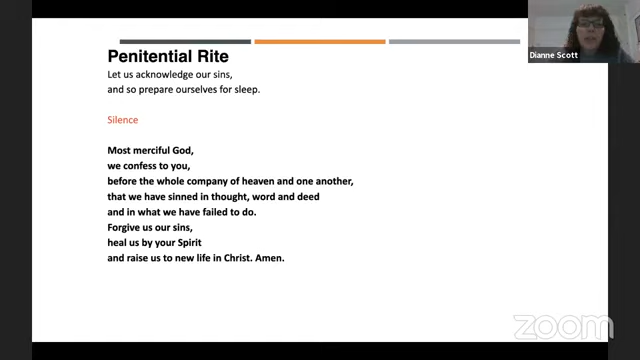 Penitential Rite
Let us acknowledge our sins,
and so prepare ourselves for sleep.
Silence
Most merciful God,
we confess to you,
before the whole company of heaven and one another,
that we have sinned in thought, word and deed
and in what we have failed to do.
Forgive us our sins,
heal us by your Spirit
and raise us to new life in Christ. Amen.
Dianne Scott
zoom